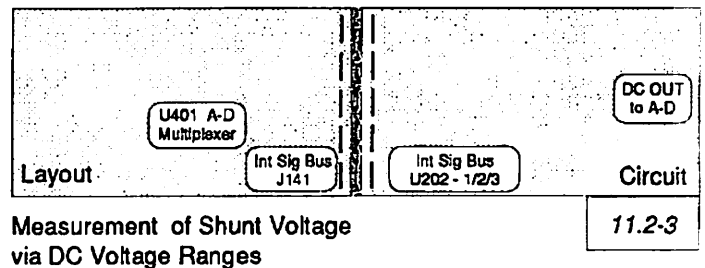 DC OUT
to A-D
U401 A-D
Multiplexer
Int Sig Bus
J141
Int Sig Bus
U202 - 1/2/3
Layout
Circuit
Measurement of Shunt Voltage
via DC Voltage Ranges
11.2-3